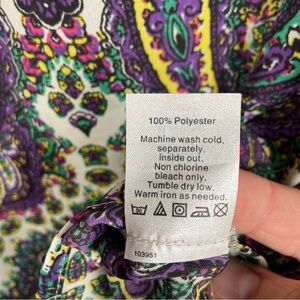 100% Polyester
Machine wash cold,
separately.
Inside out.
Non chlorine
bleach only.
Tumble dry low.
Warm iron as needed.
103951